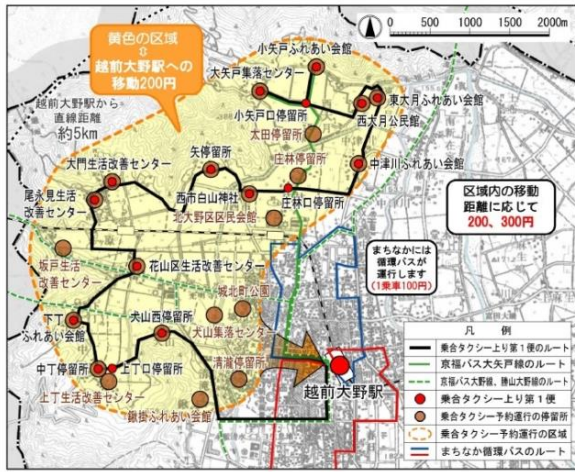 黄色の区域
⇕
越前大野駅への
移動200円
0 500 1000 2000m
小矢戸ふれあい会館
大矢戸集落センター
東大月ふれあい会館
小矢戸口停留所
西大月公民館
太田停留所
越前大野駅から
直線距離
約5km
大門生活改善センター
矢停留所
庄林停留所
中津川ふれあい会館
尾永見生活
改善センター
西市白山神社
庄林口停留所
北大野区区民会館
区域内の移動
距離に応じて
200、300円
坂戸生活
改善センター
花山区生活改善センター
まちなかには
循環バスが
運行します
(1乗車100円)
城北町公園
下丁
ふれあい会館
犬山西停留所
犬山集落センター
清瀧停留所
中丁停留所
上丁口停留所
上丁生活改善センター
鍬掛ふれあい会館
越前大野駅
凡 例
乗合タクシー上り第1便のルート
京福バス大矢戸線のルート
京福バス大野線、勝山大野線のルート
乗合タクシー上り第1便
乗合タクシー予約運行の停留所
乗合タクシー予約運行の区域
まちなか循環バスのルート